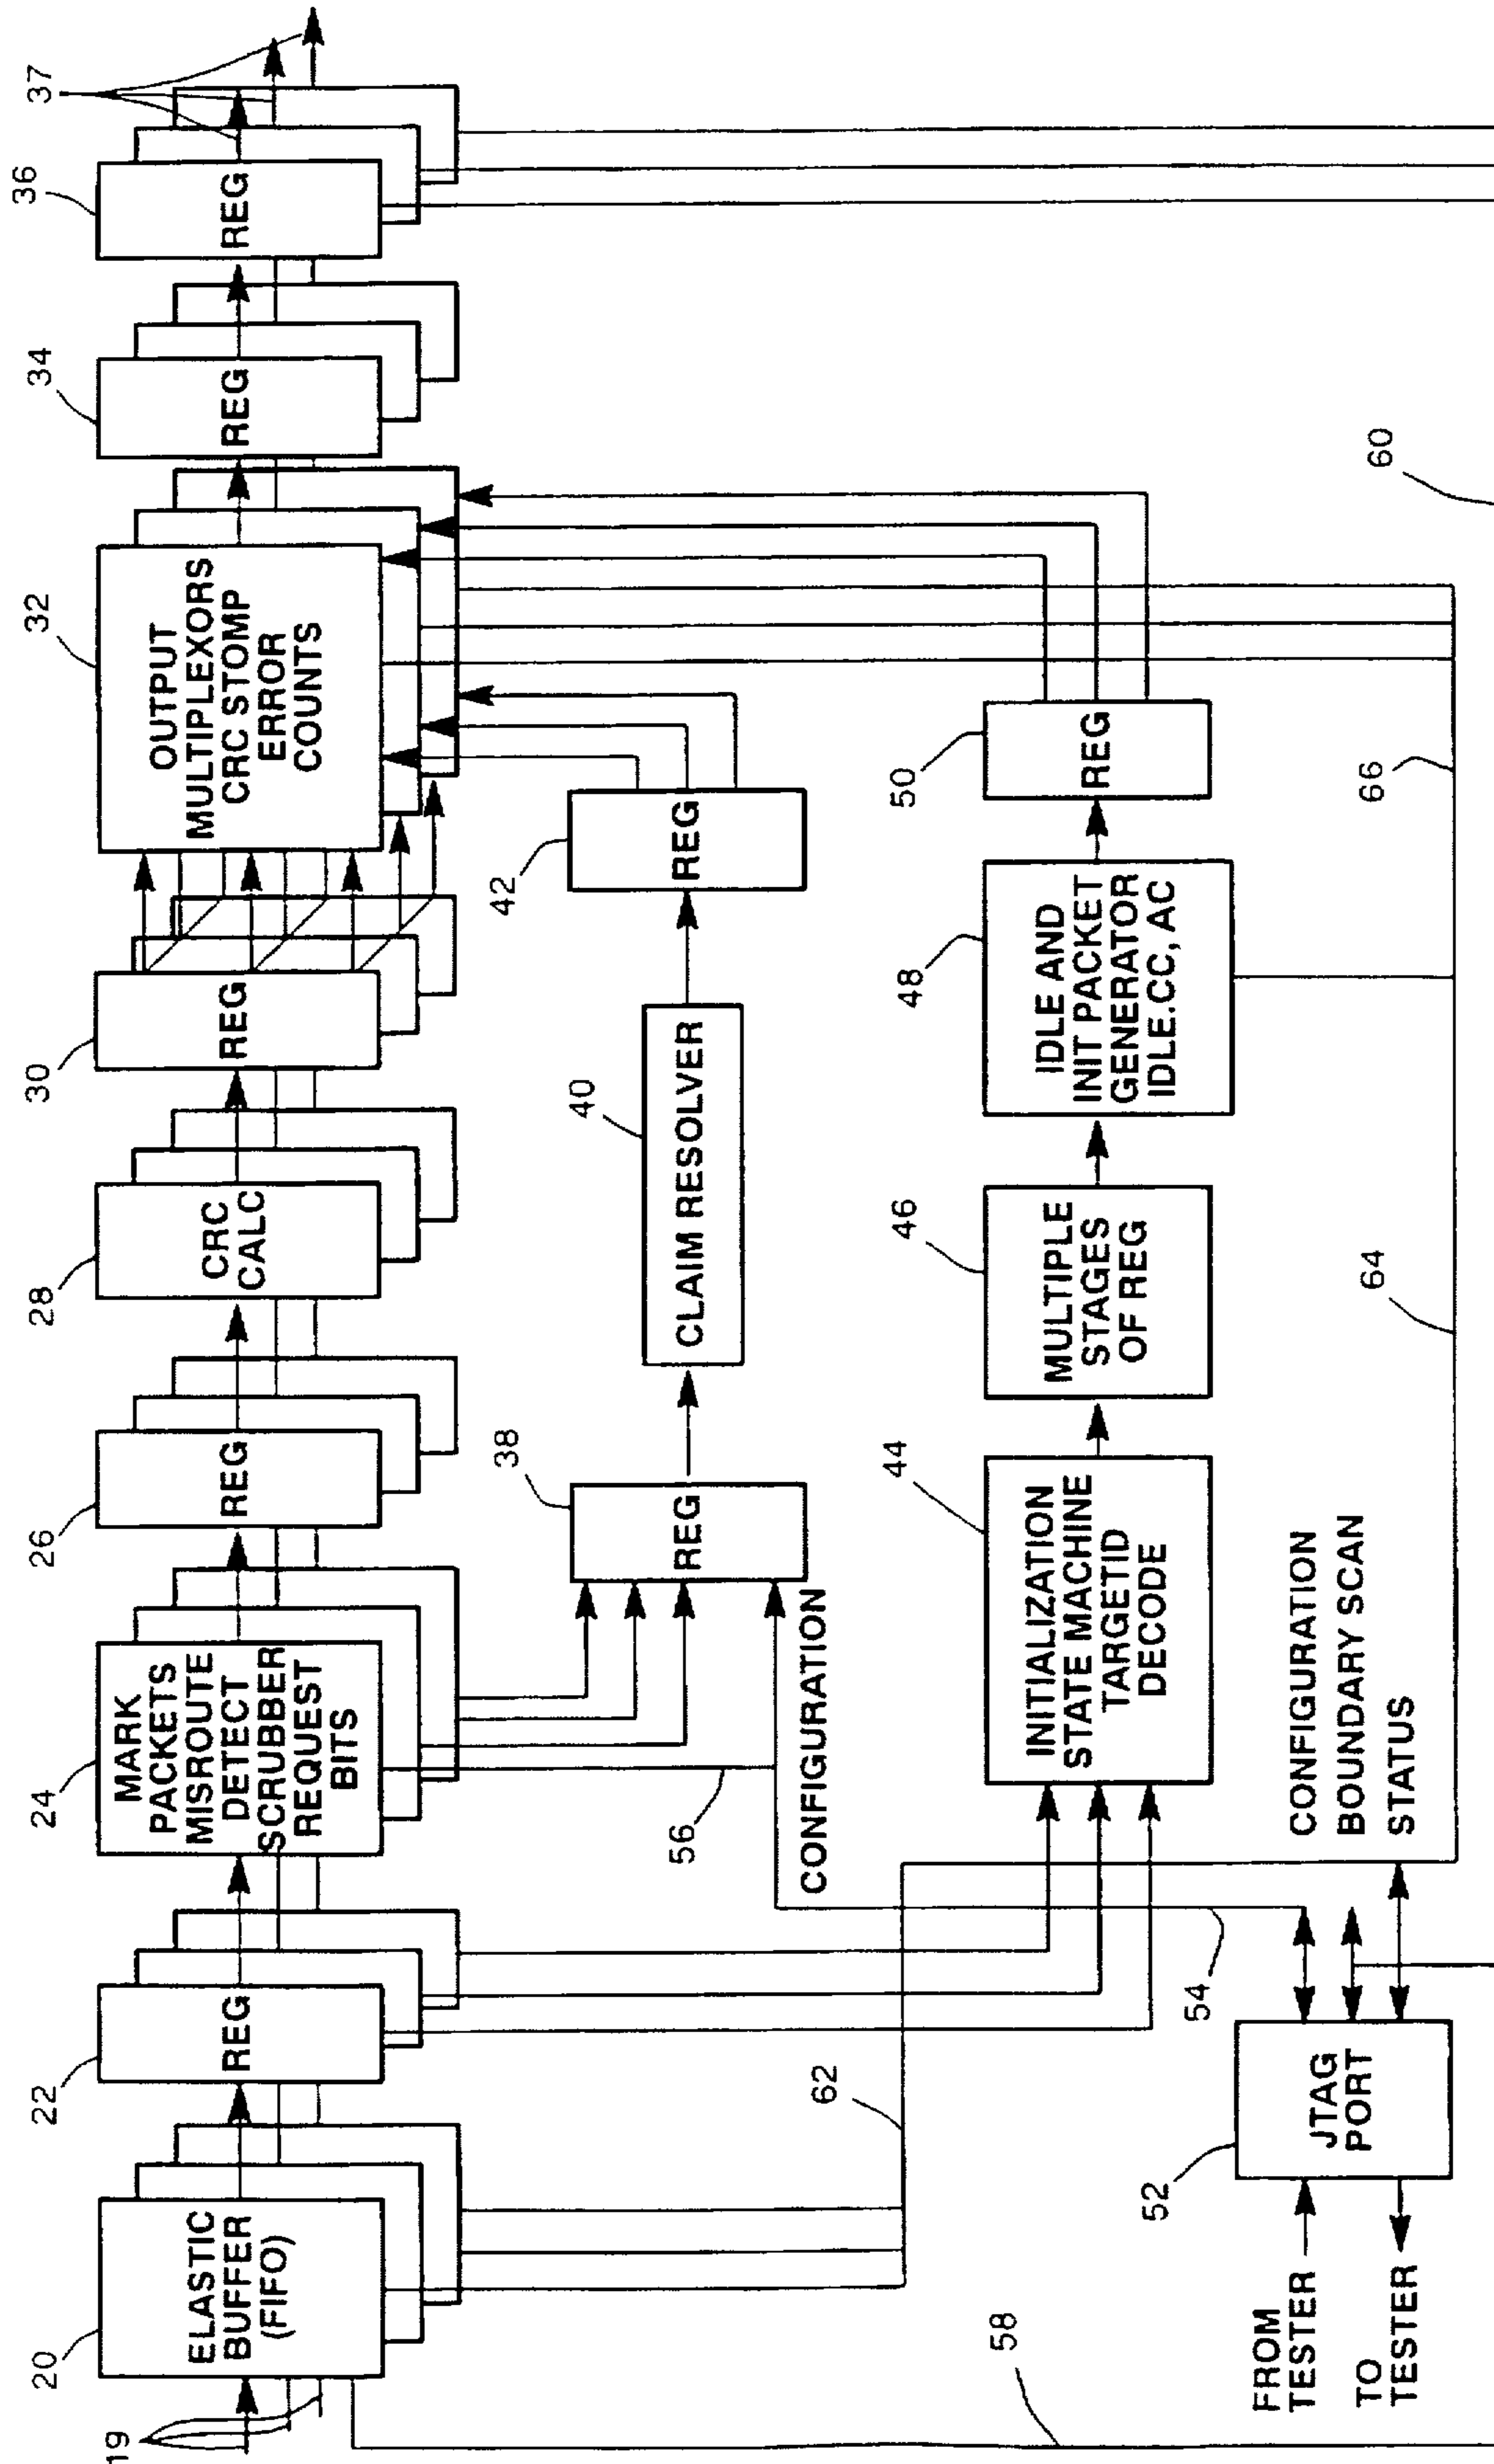 19
20
ELASTIC
BUFFER
(FIFO)
22
REG
24
MARK
PACKETS
MISROUTE
DETECT
SCRUBBER
REQUEST
BITS
26
REG
28
CRC
CALC
30
REG
32
OUTPUT
MULTIPLEXORS
CRC STOMP
ERROR
COUNTS
34
REG
36
REG
37
38
REG
40
CLAIM RESOLVER
42
REG
56
CONFIGURATION
44
INITIALIZATION
STATE MACHINE
TARGETID
DECODE
46
MULTIPLE
STAGES
OF REG
48
IDLE AND
INIT PACKET
GENERATOR
IDLE.CC, AC
50
REG
62
54
58
FROM
TESTER
TO
TESTER
52
JTAG
PORT
CONFIGURATION
BOUNDARY SCAN
STATUS
64
66
60